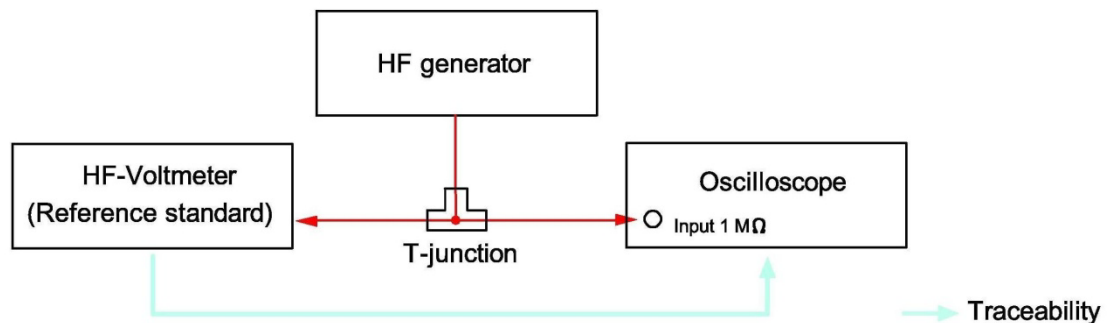 HF generator
HF-Voltmeter
(Reference standard)
Oscilloscope
Input 1 MΩ
T-junction
Traceability